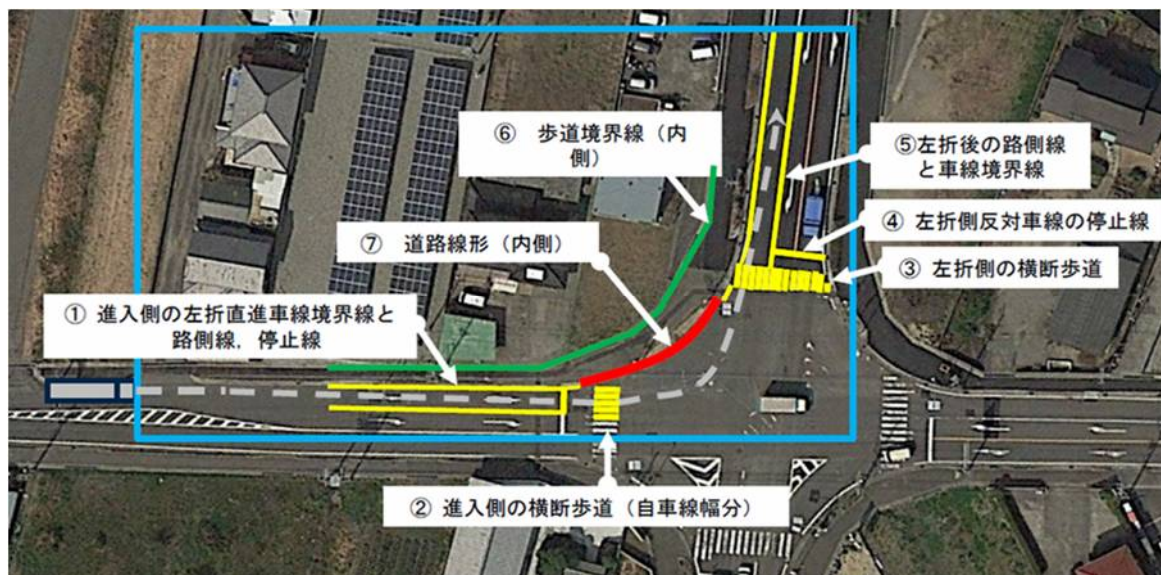 ⑥ 歩道境界線（内
側）
⑤左折後の路側線
と車線境界線
⑦ 道路線形（内側）
④ 左折側反対車線の停止線
③ 左折側の横断歩道
① 進入側の左折直進車線境界線と
路側線，停止線
② 進入側の横断歩道（自車線幅分）